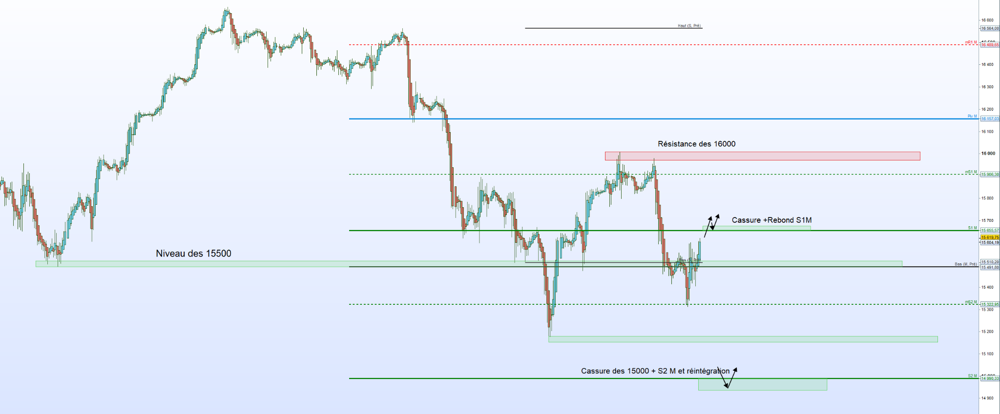 16 600
Haut (S, Pré)
16 564,00
mR1 M
16 489,65
16 400
16 300
16 200
Piv M
16 157,03
16 100
Résistance des 16000
16 000
mS1 M
15 906,30
15 800
Cassure +Rebond S1M
15 700
S1 M
15 655,57
15 619,75
15 604,19
Niveau des 15500
15 510,20
Bas (M, Pré)
15 491,80
15 400
mS2 M
15 322,95
15 300
15 200
15 100
Cassure des 15000 + S2 M et réintégration
S2 M
14 990,33
14 900